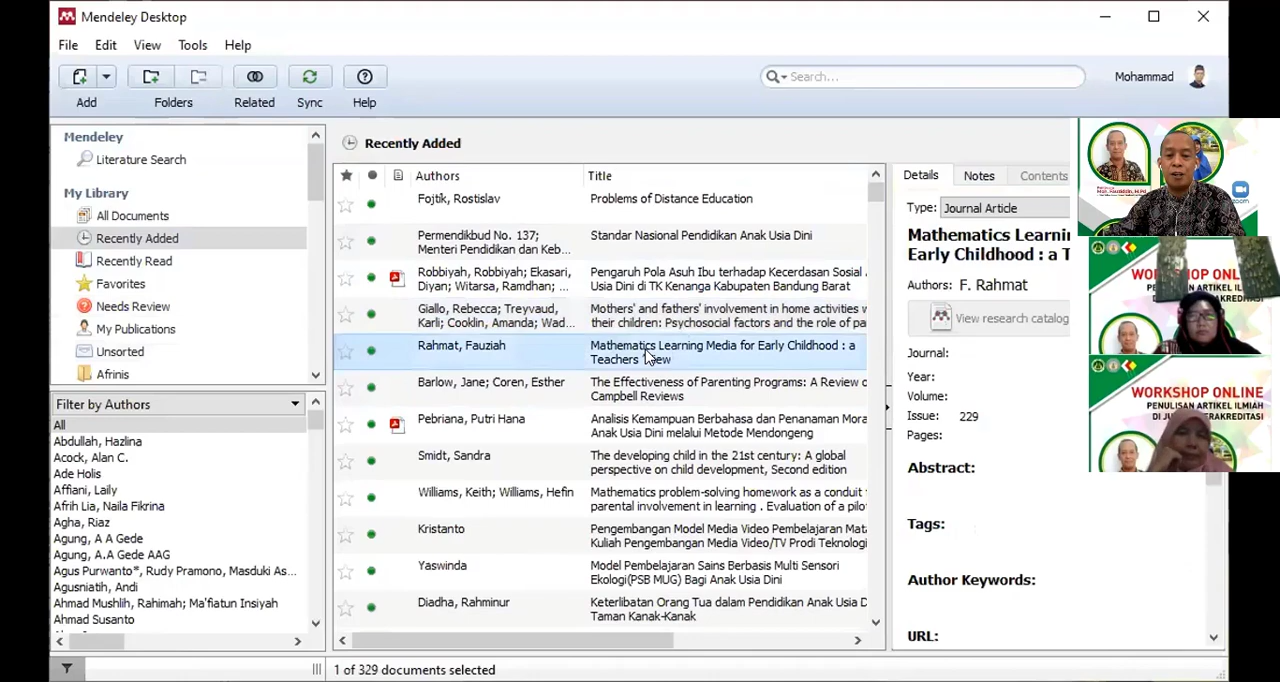 Mendeley Desktop
File Edit View Tools Help
Add Folders Related Sync Help
Search...
Mohammad
Mendeley
Literature Search
My Library
All Documents
Recently Added
Recently Read
Favorites
Needs Review
My Publications
Unsorted
Afrinis
Filter by Authors
All
Abdullah, Hazlina
Acock, Alan C.
Ade Holis
Affiani, Laily
Afrih Lia, Naila Fikrina
Agha, Riaz
Agung, A A Gede
Agung, A.A Gede AAG
Agus Purwanto*, Rudy Pramono, Masduki As...
Agusniatih, Andi
Ahmad Mushlih, Rahimah; Ma'fiatun Insiyah
Ahmad Susanto
Recently Added
Authors Title
Fojtik, Rostislav Problems of Distance Education
Permendikbud No. 137; Standar Nasional Pendidikan Anak Usia Dini
Menteri Pendidikan dan Keb...
Robbiyah, Robbiyah; Ekasari, Pengaruh Pola Asuh Ibu terhadap Kecerdasan Sosial
Diyan; Witarsa, Ramdhan; ... Usia Dini di TK Kenanga Kabupaten Bandung Barat
Giallo, Rebecca; Treyvaud, Mothers' and fathers' involvement in home activities
Karli; Cooklin, Amanda; Wad... their children: Psychosocial factors and the role of pa
Rahmat, Fauziah Mathematics Learning Media for Early Childhood : a
Teachers View
Barlow, Jane; Coren, Esther The Effectiveness of Parenting Programs: A Review
Campbell Reviews
Pebriana, Putri Hana Analisis Kemampuan Berbahasa dan Penanaman Mora
Anak Usia Dini melalui Metode Mendongeng
Smidt, Sandra The developing child in the 21st century: A global
perspective on child development, Second edition
Williams, Keith; Williams, Hefin Mathematics problem-solving homework as a conduit
parental involvement in learning . Evaluation of a pilot
Kristanto Pengembangan Model Media Video Pembelajaran Mat
Kuliah Pengembangan Media Video/TV Prodi Teknologi
Yaswinda Model Pembelajaran Sains Berbasis Multi Sensori
Ekologi(PSB MUG) Bagi Anak Usia Dini
Diadha, Rahminur Keterlibatan Orang Tua dalam Pendidikan Anak Usia D
Taman Kanak-Kanak
1 of 329 documents selected
Details Notes Contents
Type: Journal Article
Mathematics Learni
Early Childhood : a T
Authors: F. Rahmat
View research catalog
Journal:
Year:
Volume:
Issue: 229
Pages:
Abstract:
Tags:
Author Keywords:
URL:
zoom
WORKSHOP ONLINE
PENULISAN ARTIKEL ILMIAH
DI JU RAKREDITASI